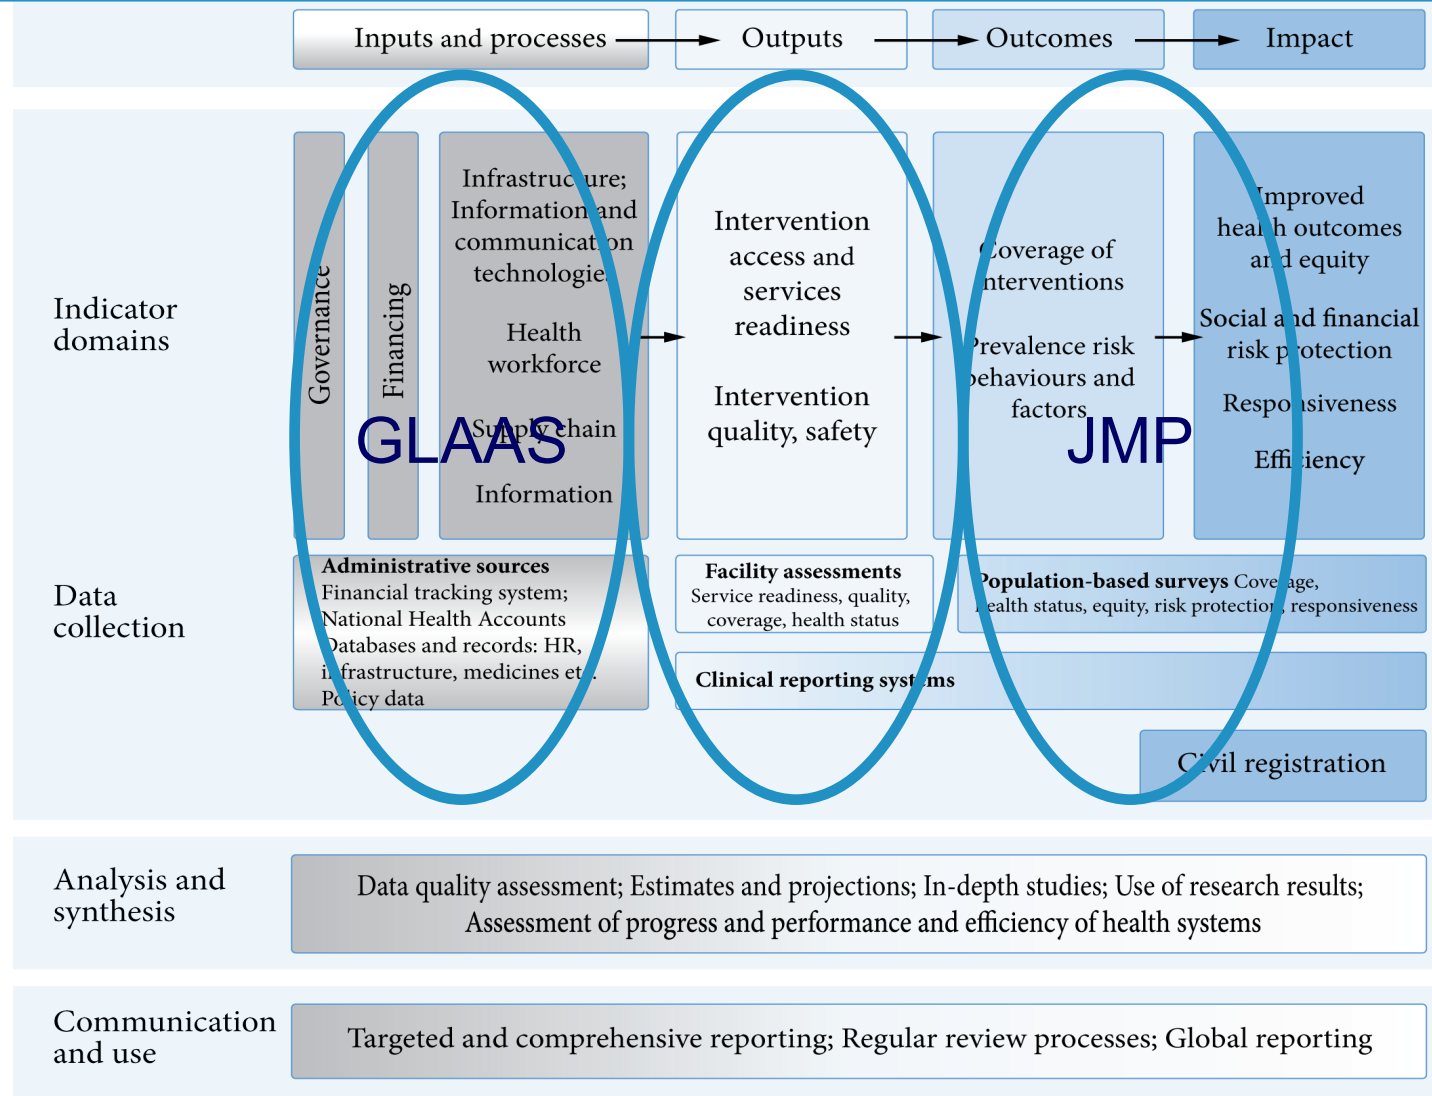 Inputs and processes
Outputs
Outcomes
Impact
Indicator
domains
Governance
Financing
Infrastructure;
Information and
communication
technologies
Health
workforce
Supply chain
Information
GLAAS
Intervention
access and
services
readiness
Intervention
quality, safety
Coverage of
interventions
Prevalence risk
behaviours and
factors
JMP
Improved
health outcomes
and equity
Social and financial
risk protection
Responsiveness
Efficiency
Data
collection
Administrative sources
Financial tracking system;
National Health Accounts
Databases and records: HR,
infrastructure, medicines etc.
Policy data
Facility assessments
Service readiness, quality,
coverage, health status
Population-based surveys Coverage,
health status, equity, risk protection, responsiveness
Clinical reporting systems
Civil registration
Analysis and
synthesis
Data quality assessment; Estimates and projections; In-depth studies; Use of research results;
Assessment of progress and performance and efficiency of health systems
Communication
and use
Targeted and comprehensive reporting; Regular review processes; Global reporting